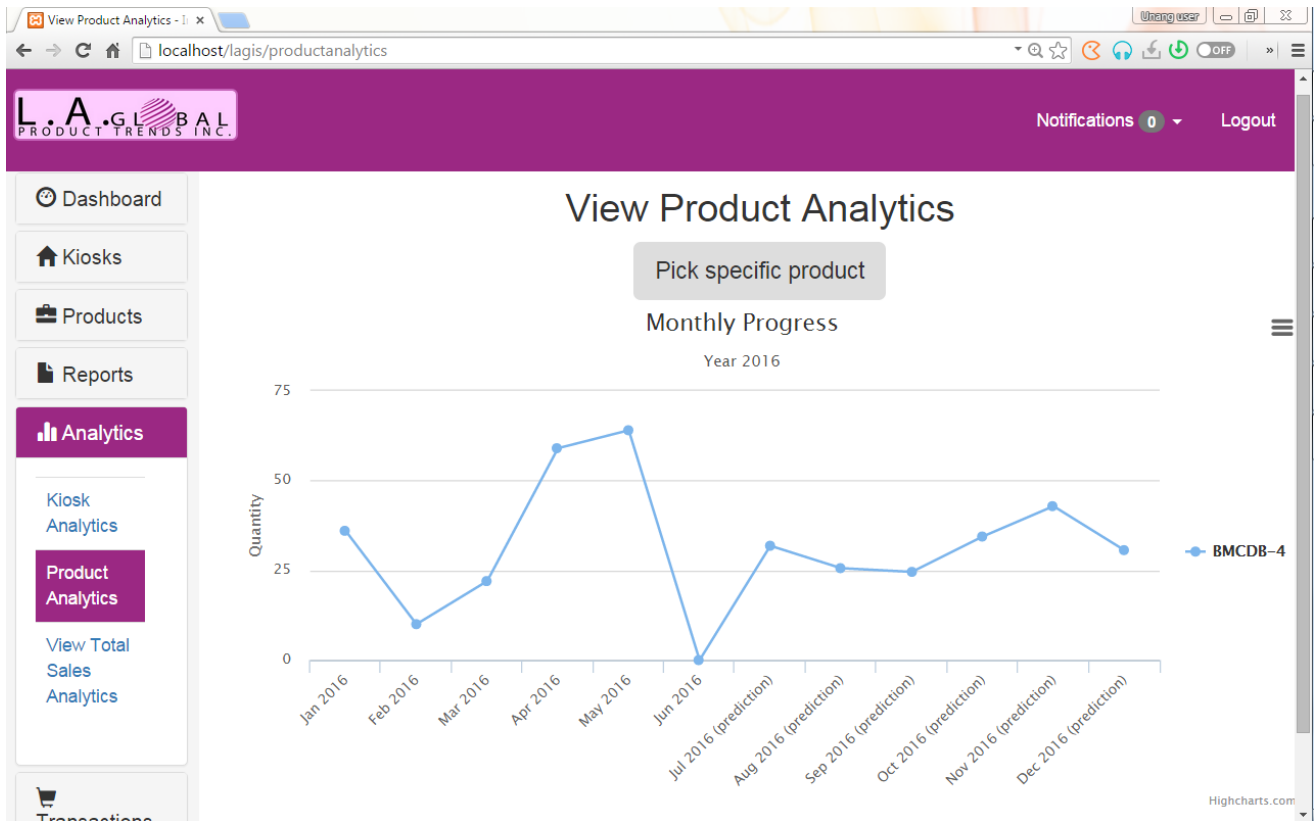 View Product Analytics - I
Unang user
localhost/lagis/productanalytics
OFF
»
L.A.GLOBAL
PRODUCT TRENDS INC.
Notifications 0
Logout
Dashboard
Kiosks
Products
Reports
Analytics
Kiosk
Analytics
Product
Analytics
View Total
Sales
Analytics
Transactions
View Product Analytics
Pick specific product
Monthly Progress
Year 2016
Quantity
75
50
25
0
Jan 2016
Feb 2016
Mar 2016
Apr 2016
May 2016
Jun 2016
Jul 2016 (prediction)
Aug 2016 (prediction)
Sep 2016 (prediction)
Oct 2016 (prediction)
Nov 2016 (prediction)
Dec 2016 (prediction)
BMCDB-4
Highcharts.com